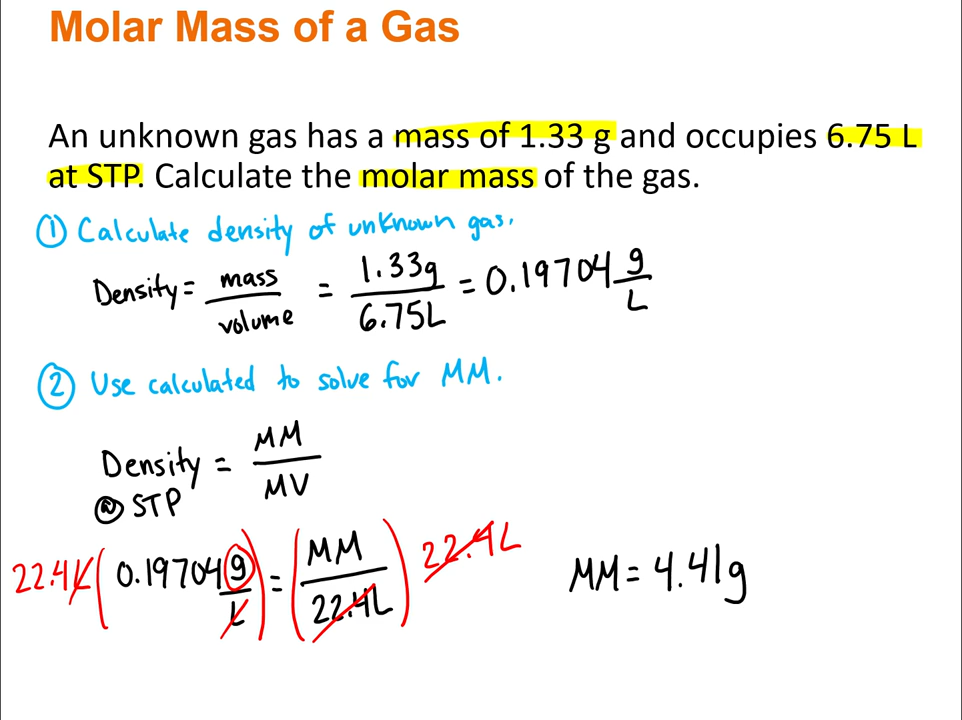 Molar Mass of a Gas
An unknown gas has a mass of 1.33 g and occupies 6.75 L
at STP. Calculate the molar mass of the gas.
① Calculate density of unknown gas.
Density = mass / volume = 1.33g / 6.75L = 0.19704 g / L
② Use calculated to solve for MM.
Density = MM / MV
@ STP
22.4L ( 0.19704 g / L ) = ( MM / 22.4L ) 22.4L
MM = 4.41g